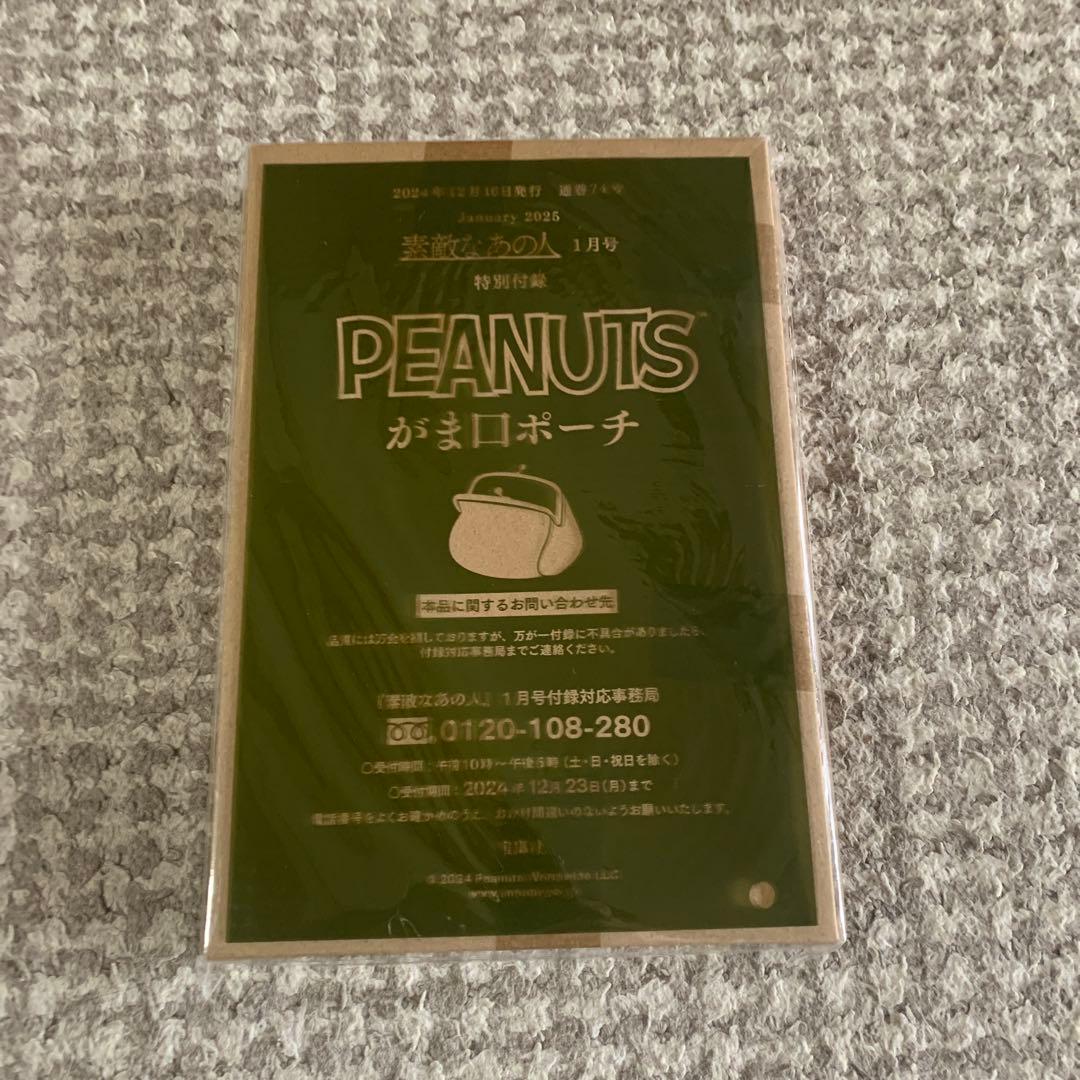 2024年12月16日発行 通巻74号
January 2025
素敵なあの人 1月号
特別付録
PEANUTS™
がま口ポーチ
本品に関するお問い合わせ先
品質には万全を期しておりますが、万が一付録に不具合がありましたら、
付録対応事務局までご連絡ください。
『素敵なあの人』1月号付録対応事務局
0120-108-280
〇受付時間:午前10時〜午後5時(土・日・祝日を除く)
〇受付期間:2024年12月23日(月)まで
電話番号をよくお確かめのうえ、おかけ間違いのないようお願いいたします。
宝島社
© 2024 Peanuts Worldwide LLC